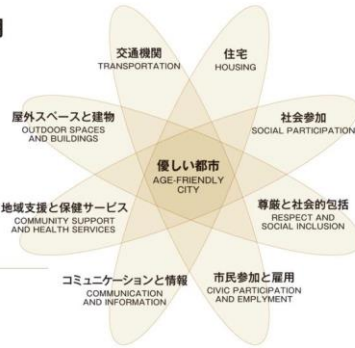 交通機関
TRANSPORTATION
住宅
HOUSING
屋外スペースと建物
OUTDOOR SPACES
AND BUILDINGS
社会参加
SOCIAL PARTICIPATION
優しい都市
AGE-FRIENDLY
CITY
地域支援と保健サービス
COMMUNITY SUPPORT
AND HEALTH SERVICES
尊厳と社会的包括
RESPECT AND
SOCIAL INCLUSION
コミュニケーションと情報
COMMUNICATION
AND INFORMATION
市民参加と雇用
CIVIC PARTICIPATION
AND EMPLYMENT